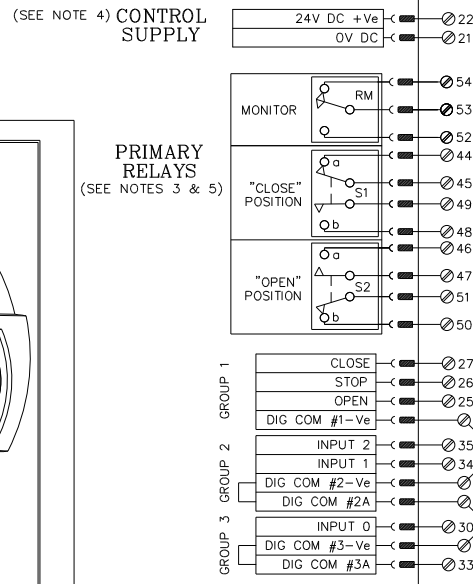 (SEE NOTE 4) CONTROL
SUPPLY
24V DC +Ve 22
0V DC 21
54
RM
MONITOR 53
52
PRIMARY
RELAYS
(SEE NOTES 3 & 5)
a 44
"CLOSE"
POSITION
S1 45
49
b 48
a 46
"OPEN"
POSITION
S2 47
51
b 50
GROUP 1
CLOSE 27
STOP 26
OPEN 25
DIG COM #1-Ve
GROUP 2
INPUT 2 35
INPUT 1 34
DIG COM #2-Ve
DIG COM #2A
GROUP 3
INPUT 0 30
DIG COM #3-Ve
DIG COM #3A 33